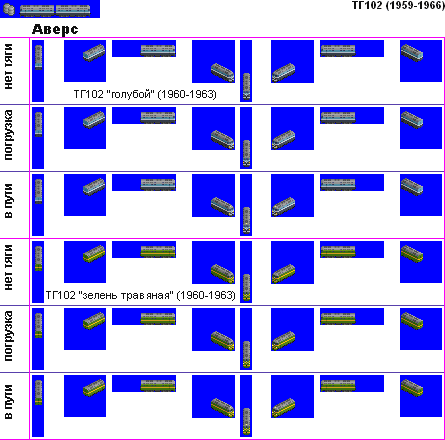 ТГ102 (1959-1966)
Аверс
нет тяги
ТГ102 "голубой" (1960-1963)
погрузка
в пути
нет тяги
ТГ102 "зелень травяная" (1960-1963)
погрузка
в пути